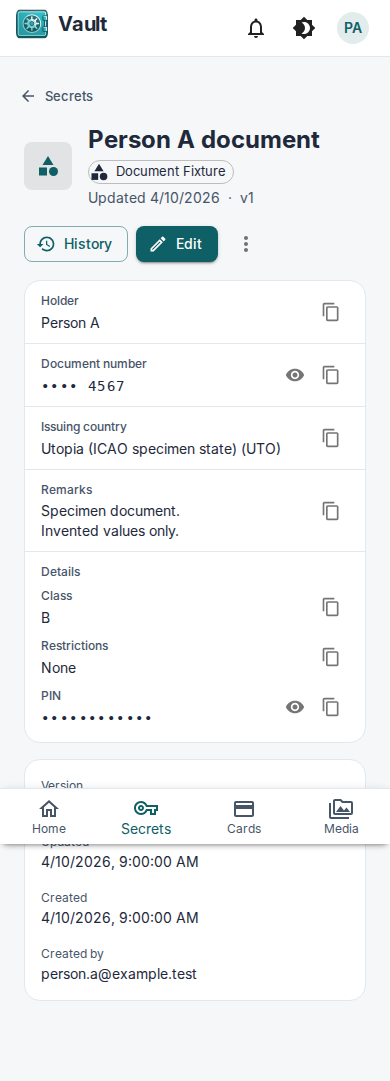 Vault
PA
Secrets
Person A document
Document Fixture
Updated 4/10/2026 · v1
History
Edit
Holder
Person A
Document number
•••• 4567
Issuing country
Utopia (ICAO specimen state) (UTO)
Remarks
Specimen document.
Invented values only.
Details
Class
B
Restrictions
None
PIN
••••••••••••
Version
Home
Secrets
Cards
Media
4/10/2026, 9:00:00 AM
Created
4/10/2026, 9:00:00 AM
Created by
person.a@example.test